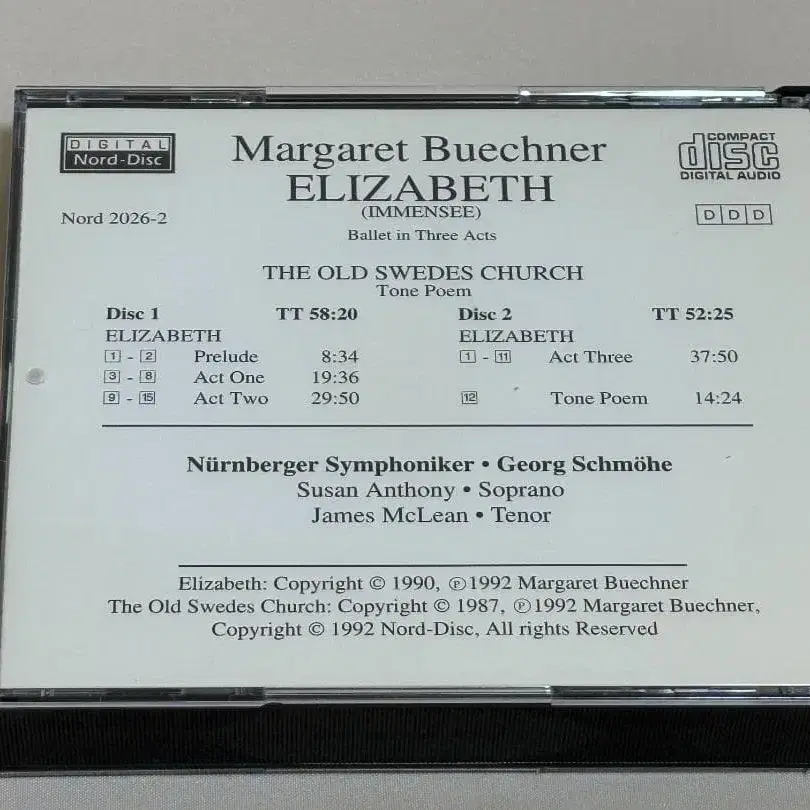 DIGITAL
Nord-Disc
Nord 2026-2
Margaret Buechner
ELIZABETH
(IMMENSEE)
Ballet in Three Acts
COMPACT
disc
DIGITAL AUDIO
D D D
THE OLD SWEDES CHURCH
Tone Poem
Disc 1 TT 58:20
ELIZABETH
1 - 2 Prelude 8:34
3 - 8 Act One 19:36
9 - 15 Act Two 29:50
Disc 2 TT 52:25
ELIZABETH
1 - 11 Act Three 37:50
12 Tone Poem 14:24
Nürnberger Symphoniker • Georg Schmöhe
Susan Anthony • Soprano
James McLean • Tenor
Elizabeth: Copyright © 1990, ℗1992 Margaret Buechner
The Old Swedes Church: Copyright © 1987, ℗1992 Margaret Buechner,
Copyright © 1992 Nord-Disc, All rights Reserved